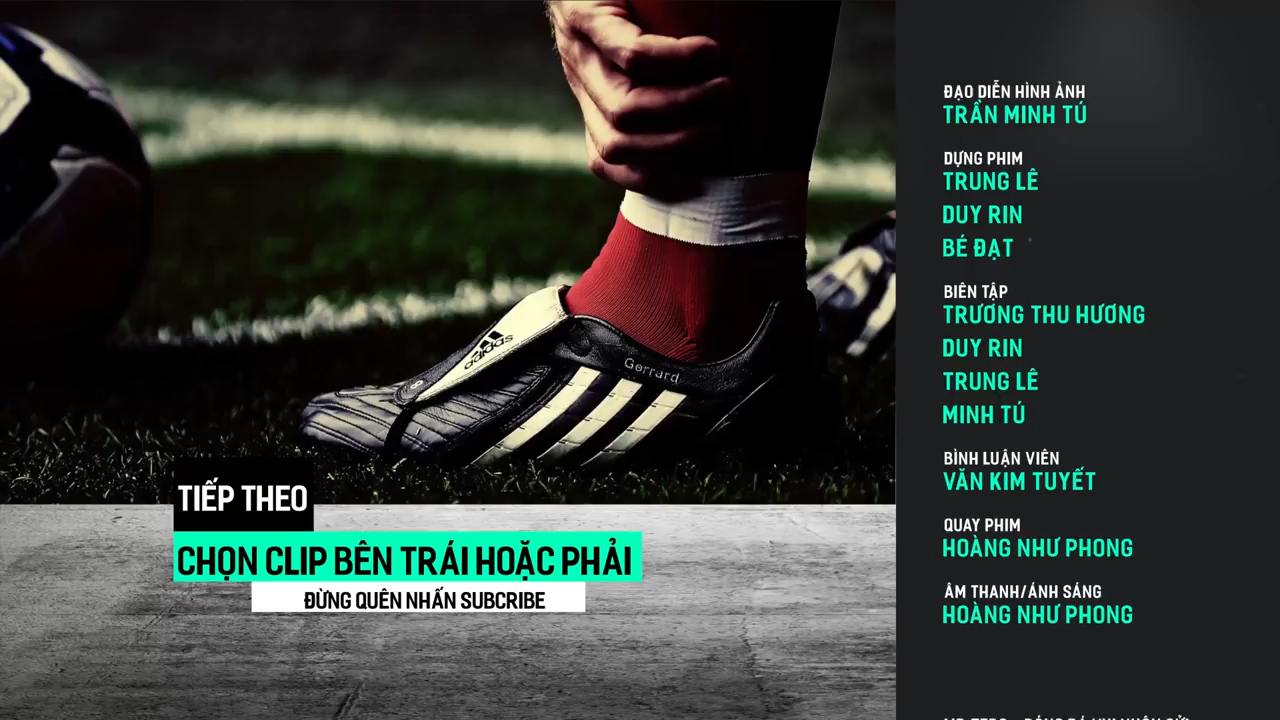 adidas
Gerrard
TIẾP THEO
CHỌN CLIP BÊN TRÁI HOẶC PHẢI
ĐỪNG QUÊN NHẤN SUBCRIBE
ĐẠO DIỄN HÌNH ẢNH
TRẦN MINH TÚ
DỰNG PHIM
TRUNG LÊ
DUY RIN
BÉ ĐẠT
BIÊN TẬP
TRƯƠNG THU HƯƠNG
DUY RIN
TRUNG LÊ
MINH TÚ
BÌNH LUẬN VIÊN
VĂN KIM TUYẾT
QUAY PHIM
HOÀNG NHƯ PHONG
ÂM THANH/ÁNH SÁNG
HOÀNG NHƯ PHONG